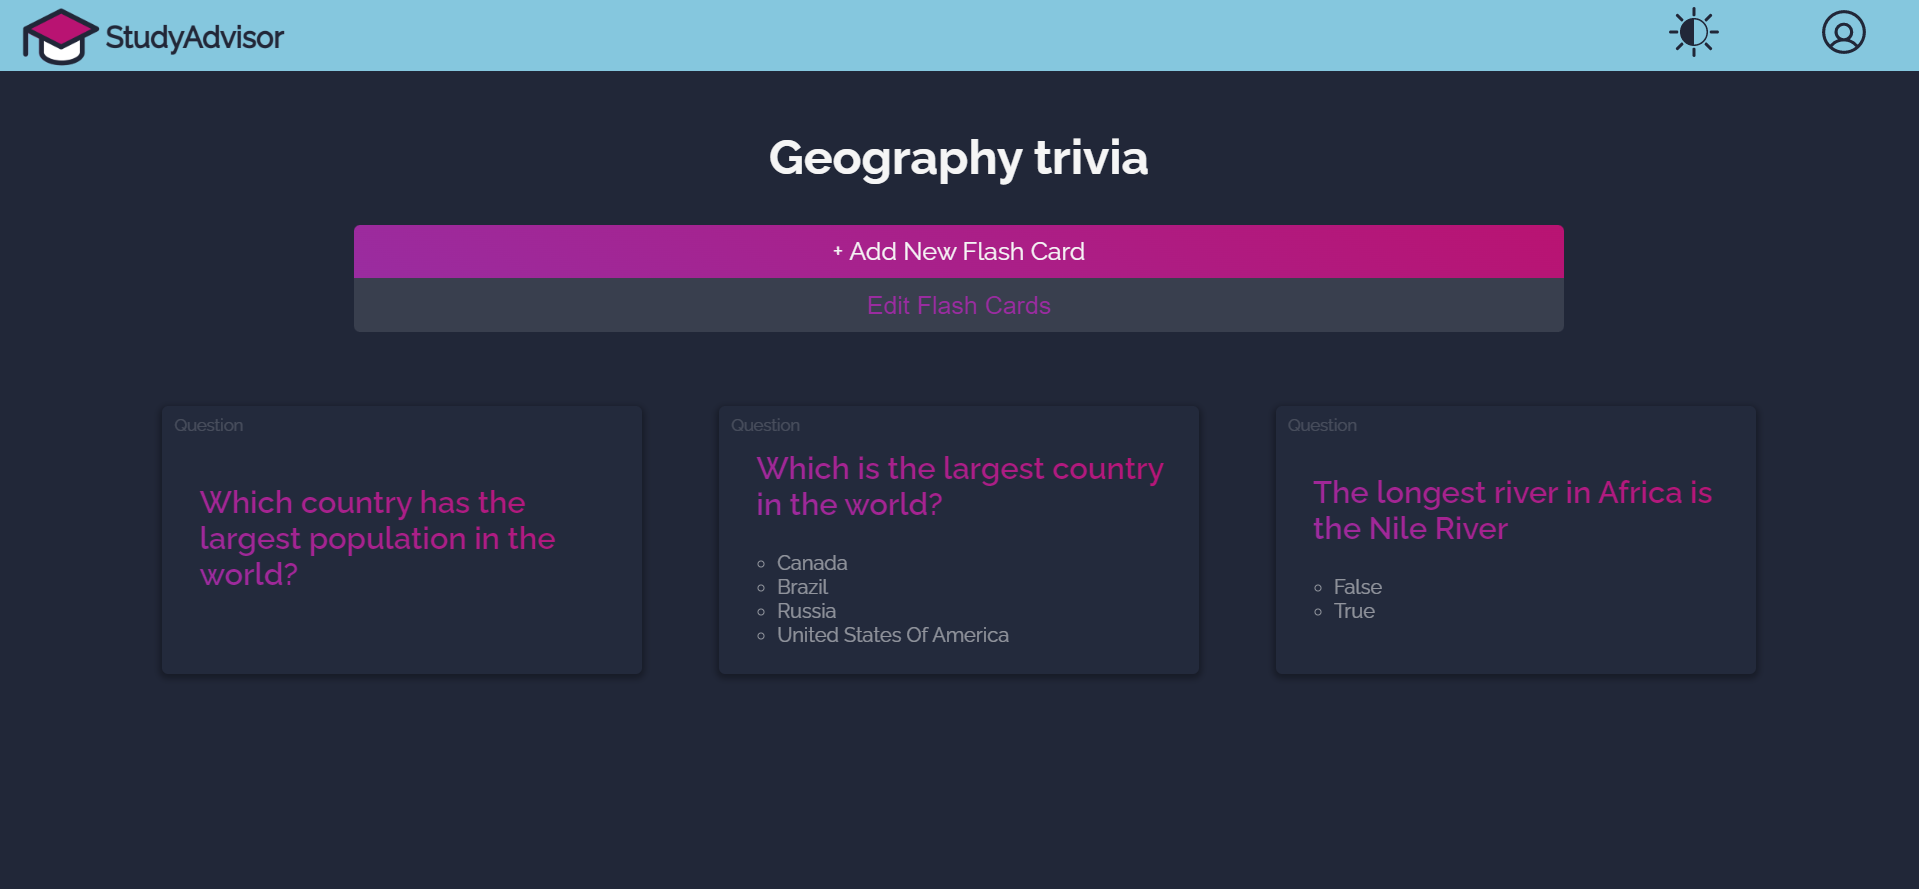 StudyAdvisor
Geography trivia
+ Add New Flash Card
Edit Flash Cards
Question
Which country has the
largest population in the
world?
Question
Which is the largest country
in the world?
Canada
Brazil
Russia
United States Of America
Question
The longest river in Africa is
the Nile River
False
True